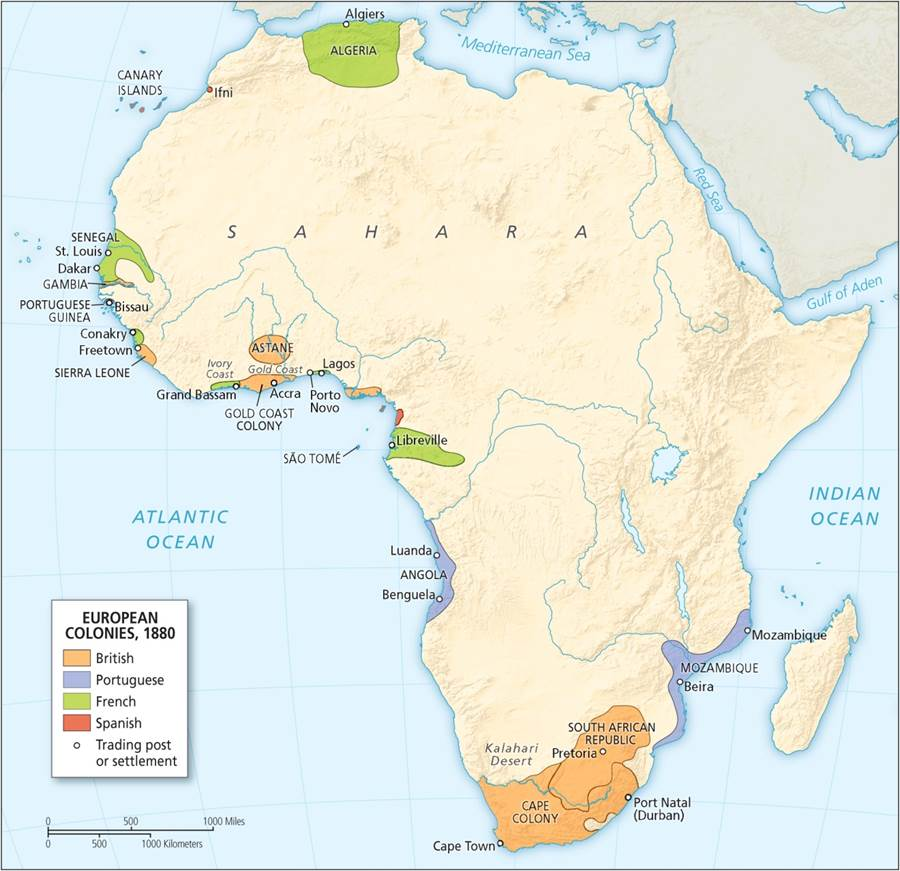 Algiers
ALGERIA
Mediterranean Sea
CANARY
ISLANDS
Ifni
Red Sea
SAHARA
SENEGAL
St. Louis
Dakar
GAMBIA
PORTUGUESE
GUINEA
Bissau
Gulf of Aden
Conakry
Freetown
SIERRA LEONE
ASTANE
Ivory
Coast
Gold Coast
Lagos
Grand Bassam
Accra
Porto
Novo
GOLD COAST
COLONY
Libreville
SÃO TOMÉ
ATLANTIC
OCEAN
INDIAN
OCEAN
Luanda
ANGOLA
Benguela
Mozambique
MOZAMBIQUE
Beira
SOUTH AFRICAN
REPUBLIC
Pretoria
Kalahari
Desert
CAPE
COLONY
Port Natal
(Durban)
Cape Town
EUROPEAN
COLONIES, 1880
British
Portuguese
French
Spanish
Trading post
or settlement
0 500 1000 Miles
0 500 1000 Kilometers